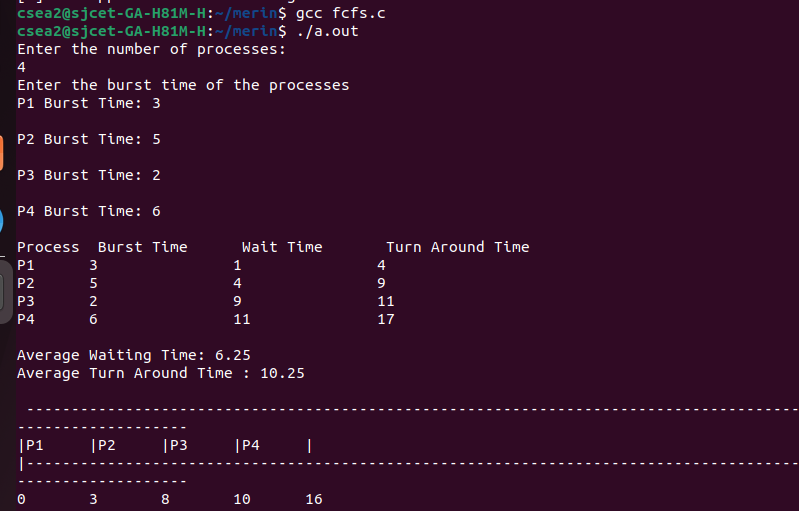 csea2@sjcet-GA-H81M-H:~/merin$ gcc fcfs.c
csea2@sjcet-GA-H81M-H:~/merin$ ./a.out
Enter the number of processes:
4
Enter the burst time of the processes
P1 Burst Time: 3
P2 Burst Time: 5
P3 Burst Time: 2
P4 Burst Time: 6
Process  Burst Time      Wait Time       Turn Around Time
P1      3               1               4
P2      5               4               9
P3      2               9               11
P4      6               11              17
Average Waiting Time: 6.25
Average Turn Around Time : 10.25
 --------------------------------------------------------------------------------------
-------------------
|P1     |P2     |P3     |P4     |
|--------------------------------------------------------------------------------------
-------------------
0       3       8       10      16